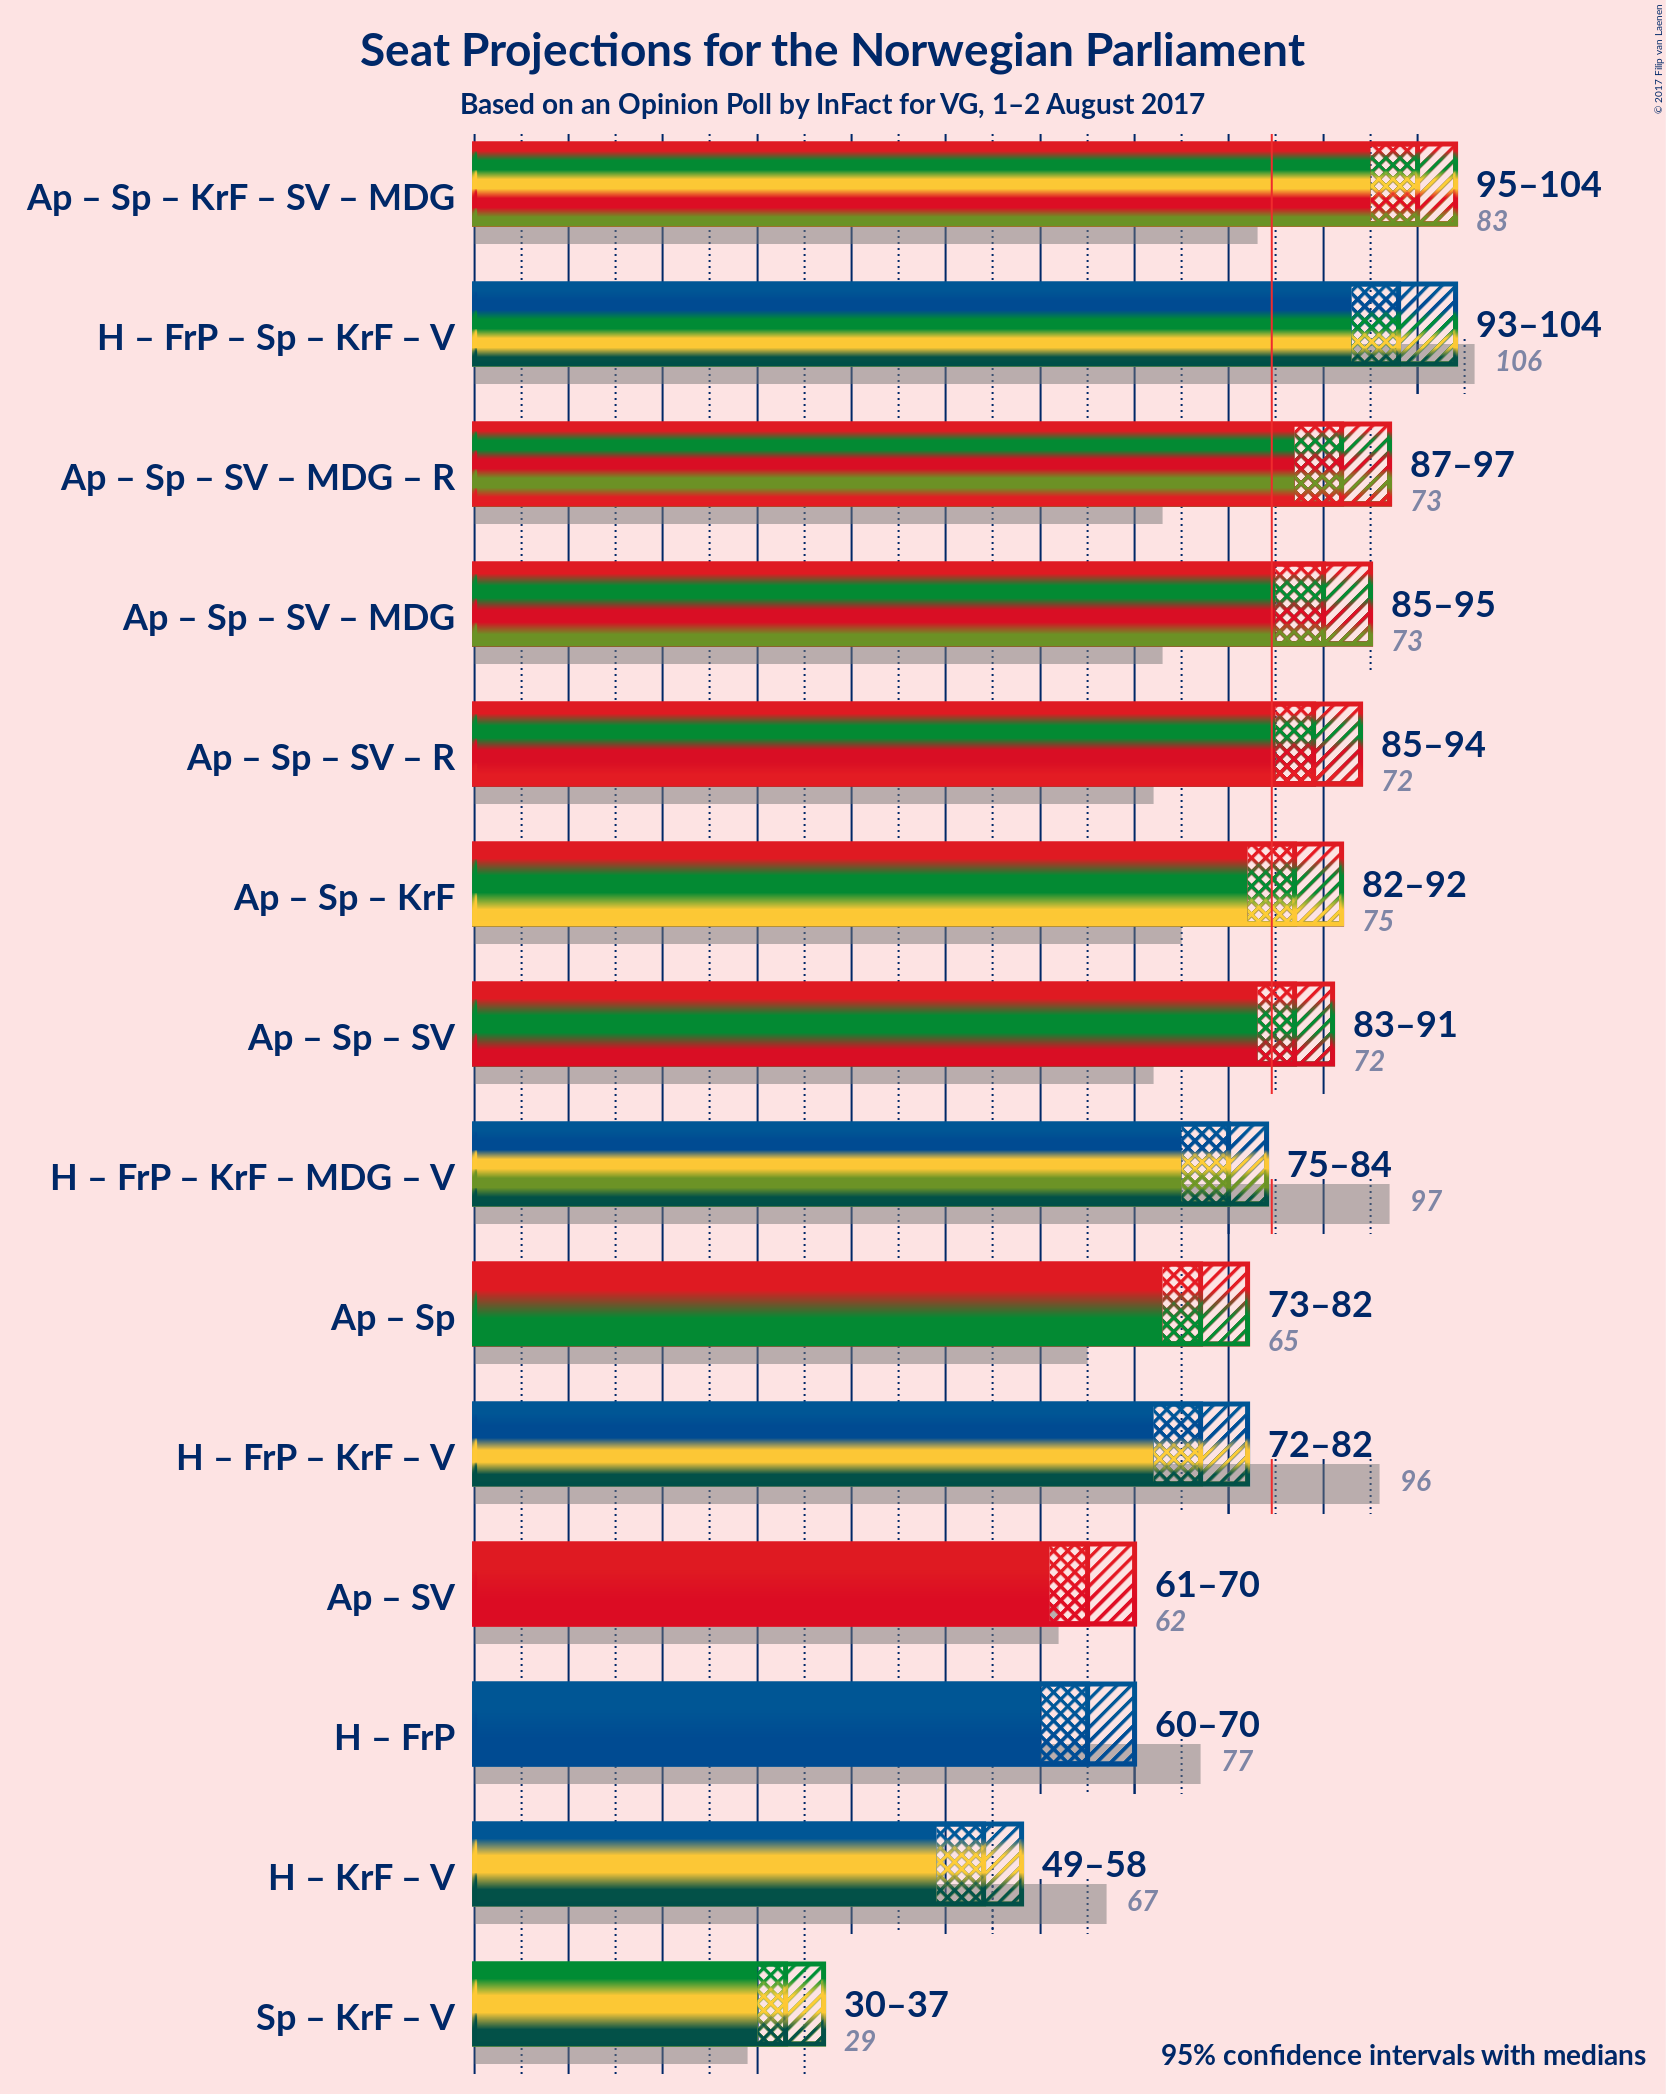 Seat Projections for the Norwegian Parliament
Based on an Opinion Poll by InFact for VG, 1–2 August 2017
© 2017 Filip van Laenen
Ap – Sp – KrF – SV – MDG
95–104
83
H – FrP – Sp – KrF – V
93–104
106
Ap – Sp – SV – MDG – R
87–97
73
Ap – Sp – SV – MDG
85–95
73
Ap – Sp – SV – R
85–94
72
Ap – Sp – KrF
82–92
75
Ap – Sp – SV
83–91
72
H – FrP – KrF – MDG – V
75–84
97
Ap – Sp
73–82
65
H – FrP – KrF – V
72–82
96
Ap – SV
61–70
62
H – FrP
60–70
77
H – KrF – V
49–58
67
Sp – KrF – V
30–37
29
95% confidence intervals with medians